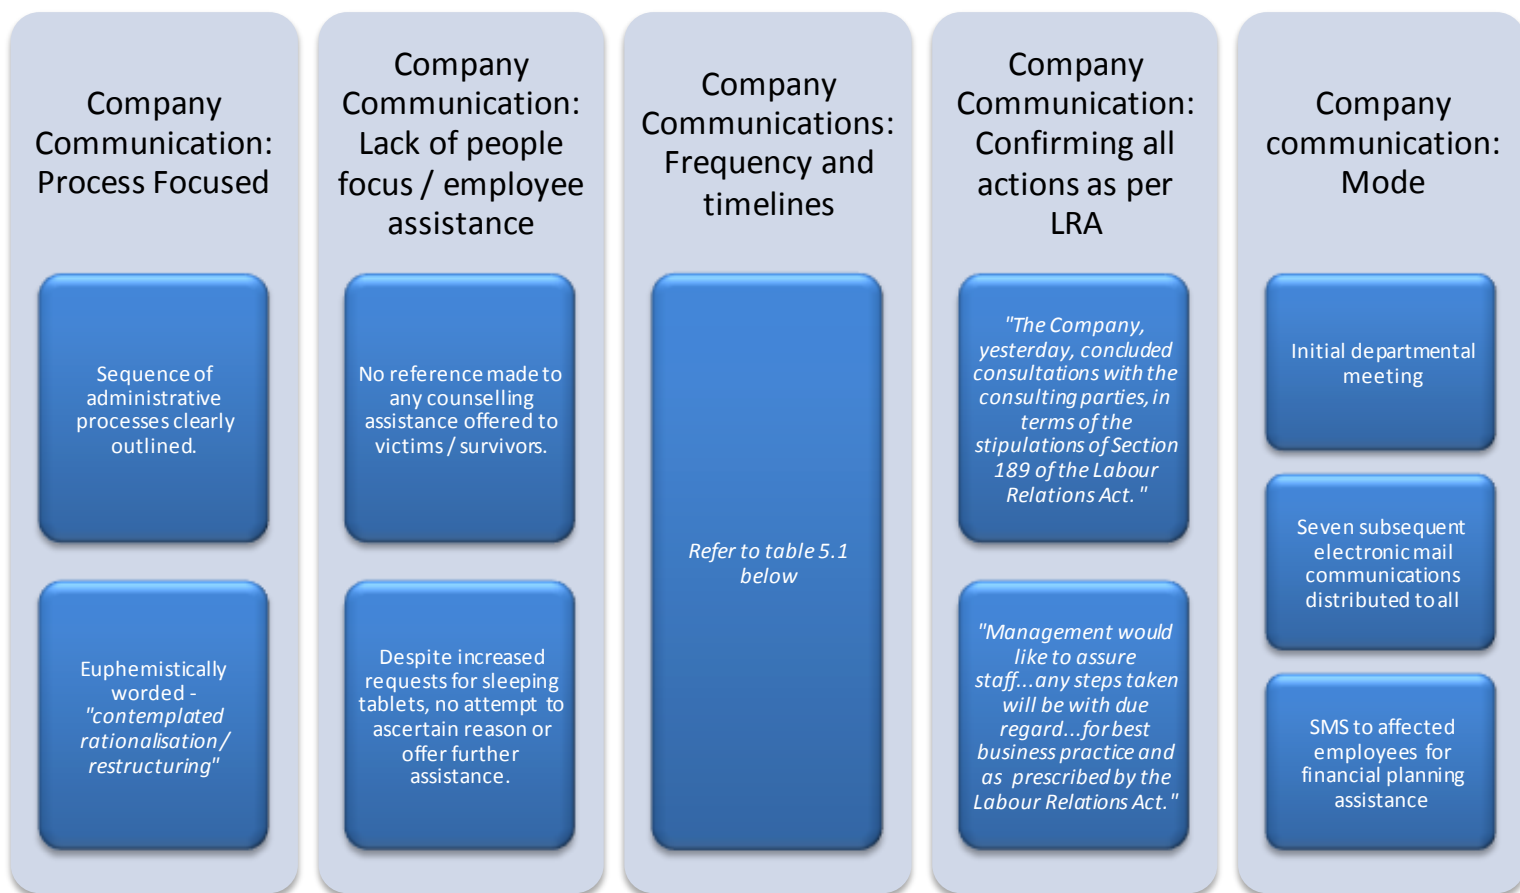 Company
Communication:
Process Focused
Sequence of
administrative
processes clearly
outlined.
Euphemistically
worded -
"contemplated
rationalisation /
restructuring"
Company
Communication:
Lack of people
focus / employee
assistance
No reference made to
any counselling
assistance offered to
victims / survivors.
Despite increased
requests for sleeping
tablets, no attempt to
ascertain reason or
offer further
assistance.
Company
Communications:
Frequency and
timelines
Refer to table 5.1
below
Company
Communication:
Confirming all
actions as per
LRA
"The Company,
yesterday, concluded
consultations with the
consulting parties, in
terms of the
stipulations of Section
189 of the Labour
Relations Act. "
"Management would
like to assure
staff...any steps taken
will be with due
regard...for best
business practice and
as prescribed by the
Labour Relations Act."
Company
communication:
Mode
Initial departmental
meeting
Seven subsequent
electronic mail
communications
distributed to all
SMS to affected
employees for
financial planning
assistance